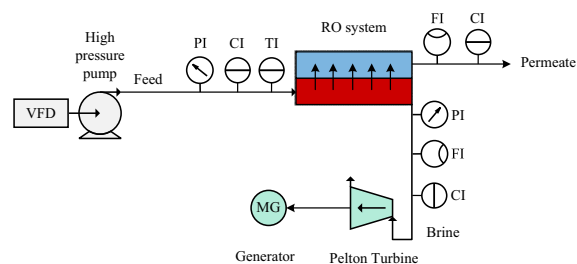 RO system
FI
CI
High
pressure
pump
PI
CI
TI
Permeate
Feed
VFD
PI
FI
CI
MG
Brine
Generator
Pelton Turbine